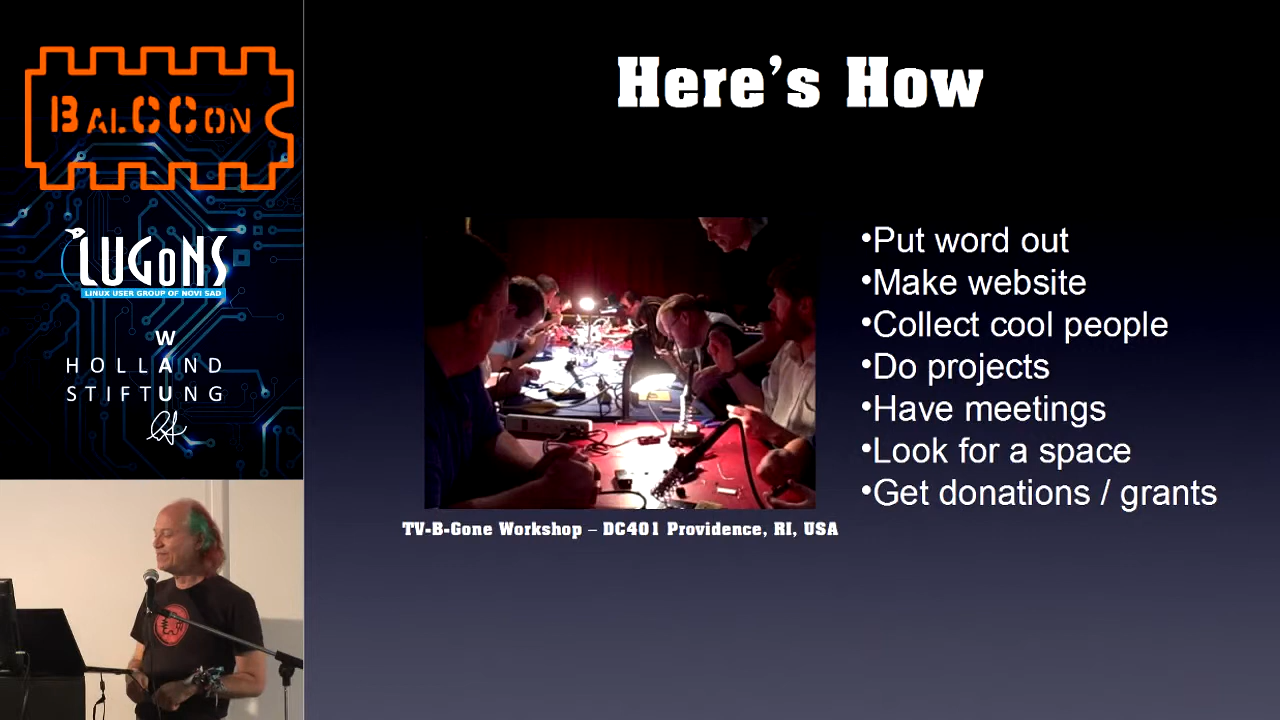 BALCCON
LUGoNS
LINUX USER GROUP OF NOVI SAD
W
HOLLAND
STIFTUNG
Here's How
•Put word out
•Make website
•Collect cool people
•Do projects
•Have meetings
•Look for a space
•Get donations / grants
TV-B-Gone Workshop – DC401 Providence, RI, USA